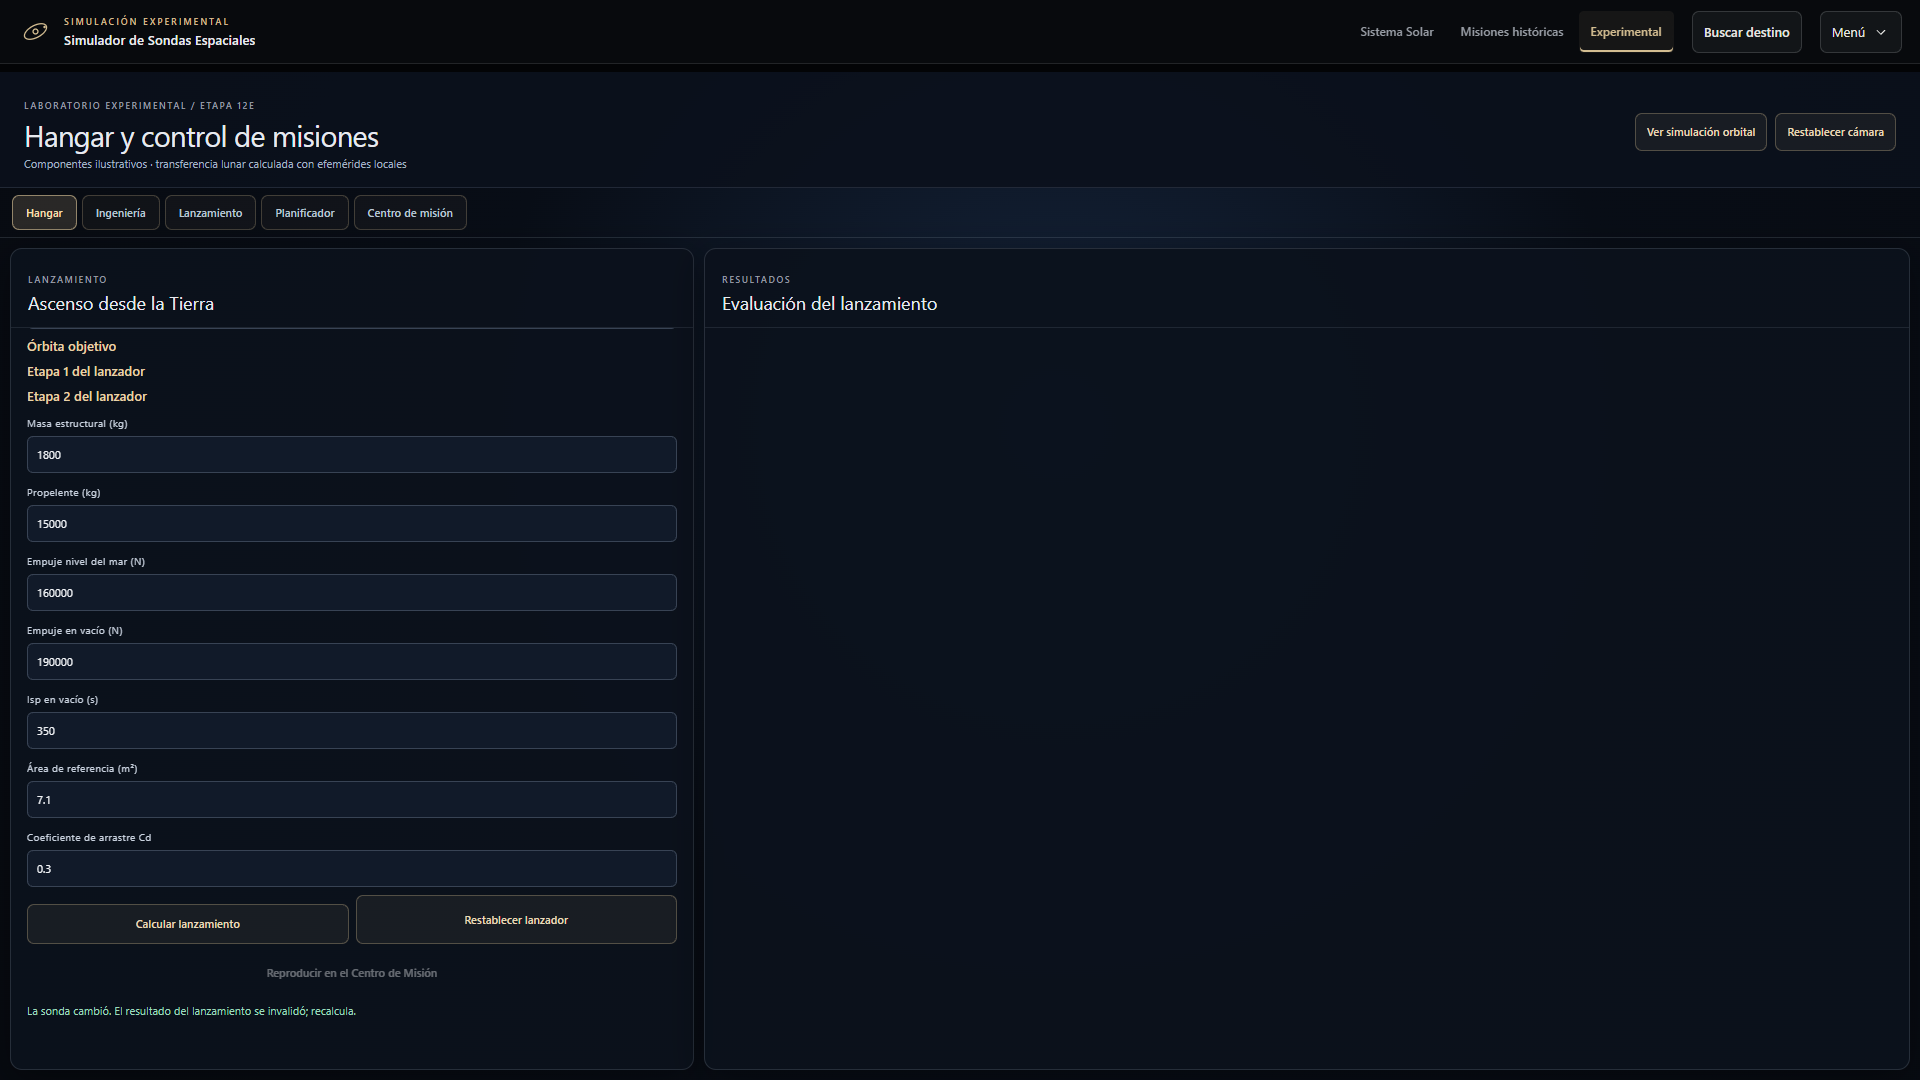 SIMULACIÓN EXPERIMENTAL
Simulador de Sondas Espaciales
Sistema Solar
Misiones históricas
Experimental
Buscar destino
Menú
LABORATORIO EXPERIMENTAL / ETAPA 12E
Hangar y control de misiones
Componentes ilustrativos · transferencia lunar calculada con efemérides locales
Ver simulación orbital
Restablecer cámara
Hangar
Ingeniería
Lanzamiento
Planificador
Centro de misión
LANZAMIENTO
Ascenso desde la Tierra
Órbita objetivo
Etapa 1 del lanzador
Etapa 2 del lanzador
Masa estructural (kg)
1800
Propelente (kg)
15000
Empuje nivel del mar (N)
160000
Empuje en vacío (N)
190000
Isp en vacío (s)
350
Área de referencia (m²)
7.1
Coeficiente de arrastre Cd
0.3
Calcular lanzamiento
Restablecer lanzador
Reproducir en el Centro de Misión
La sonda cambió. El resultado del lanzamiento se invalidó; recalcula.
RESULTADOS
Evaluación del lanzamiento